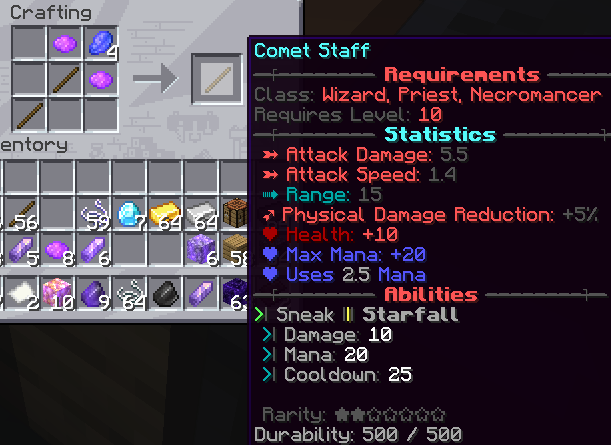 Crafting
4
entory
56
59
7
64
64
5
8
6
6
58
2
10
9
64
Comet Staff
Requirements
Class: Wizard, Priest, Necromancer
Requires Level: 10
Statistics
Attack Damage: 5.5
Attack Speed: 1.4
Range: 15
Physical Damage Reduction: +5%
Health: +10
Max Mana: +20
Uses 2.5 Mana
Abilities
Sneak Starfall
Damage: 10
Mana: 20
Cooldown: 25
Rarity: ★★☆☆☆☆☆
Durability: 500 / 500